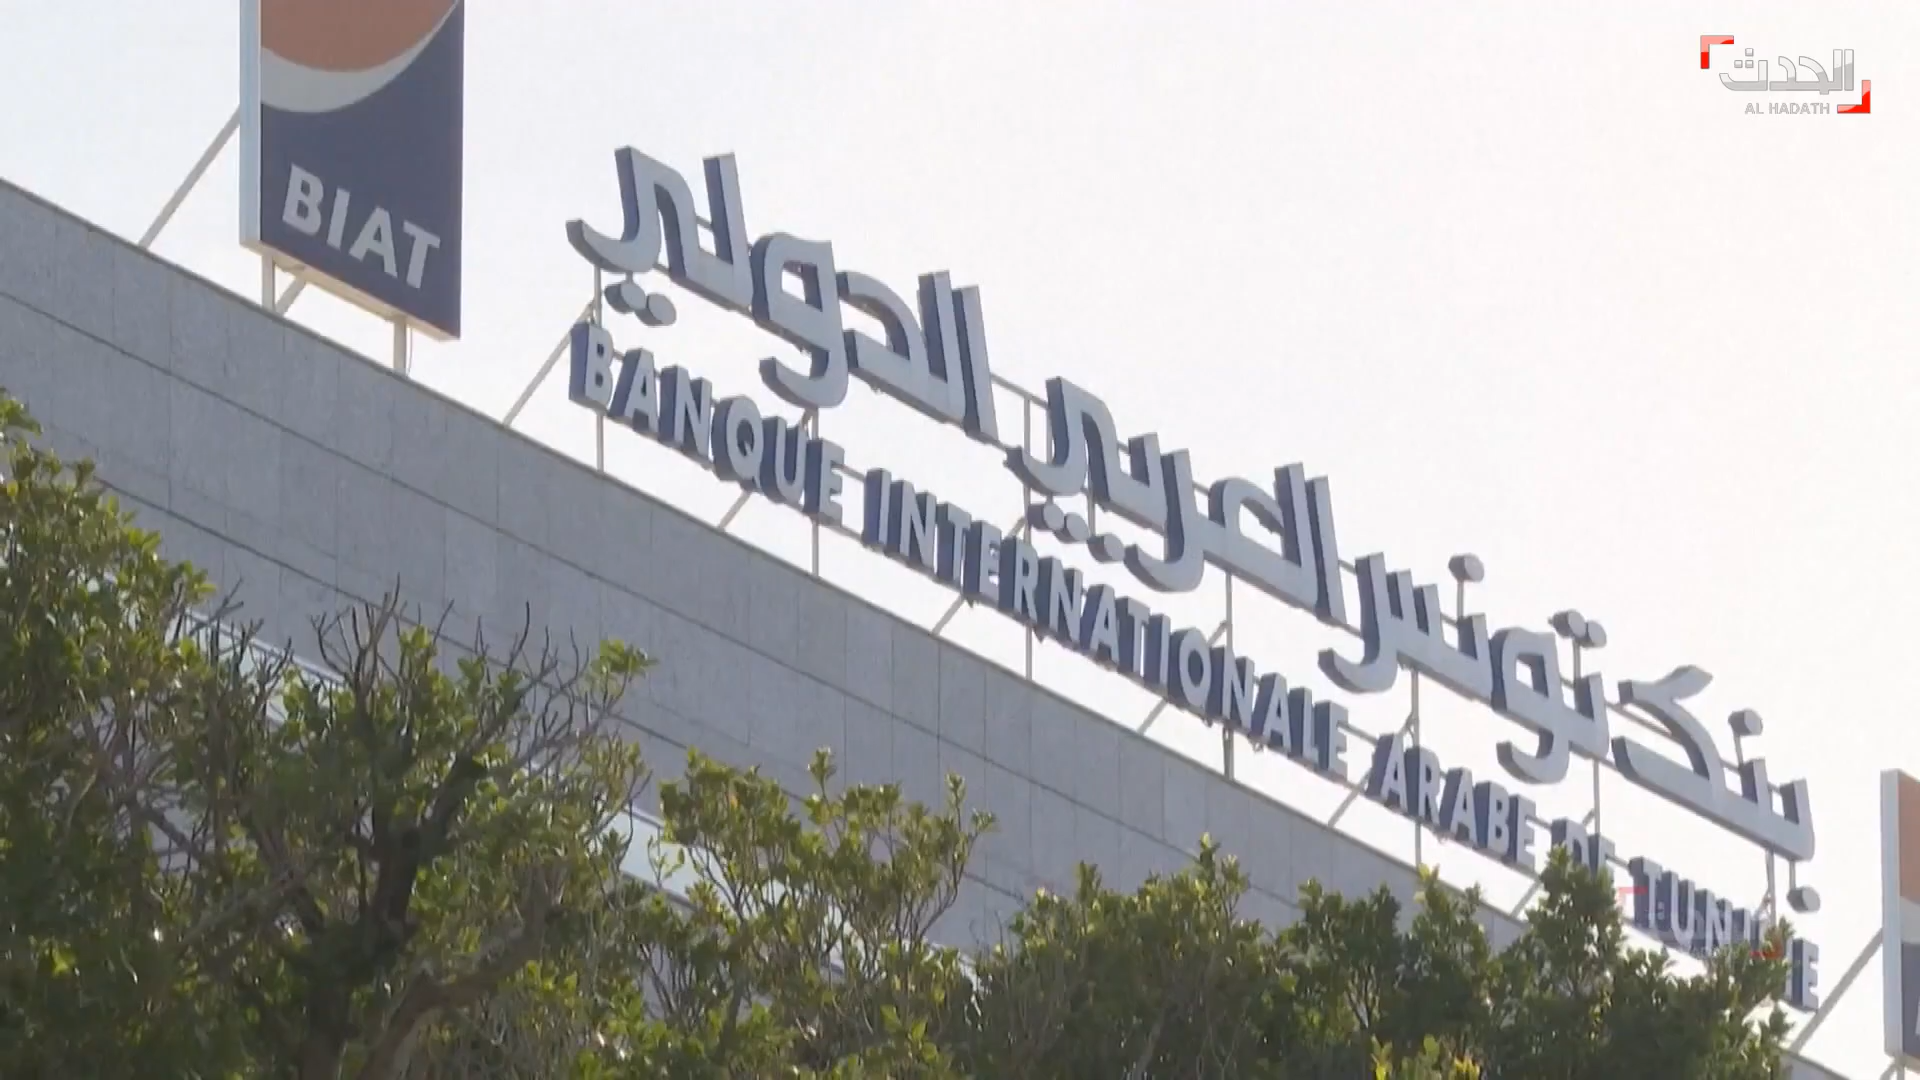 BIAT
بنك تونس العربي الدولي
BANQUE INTERNATIONALE ARABE DE TUNISIE
الحدث
AL HADATH